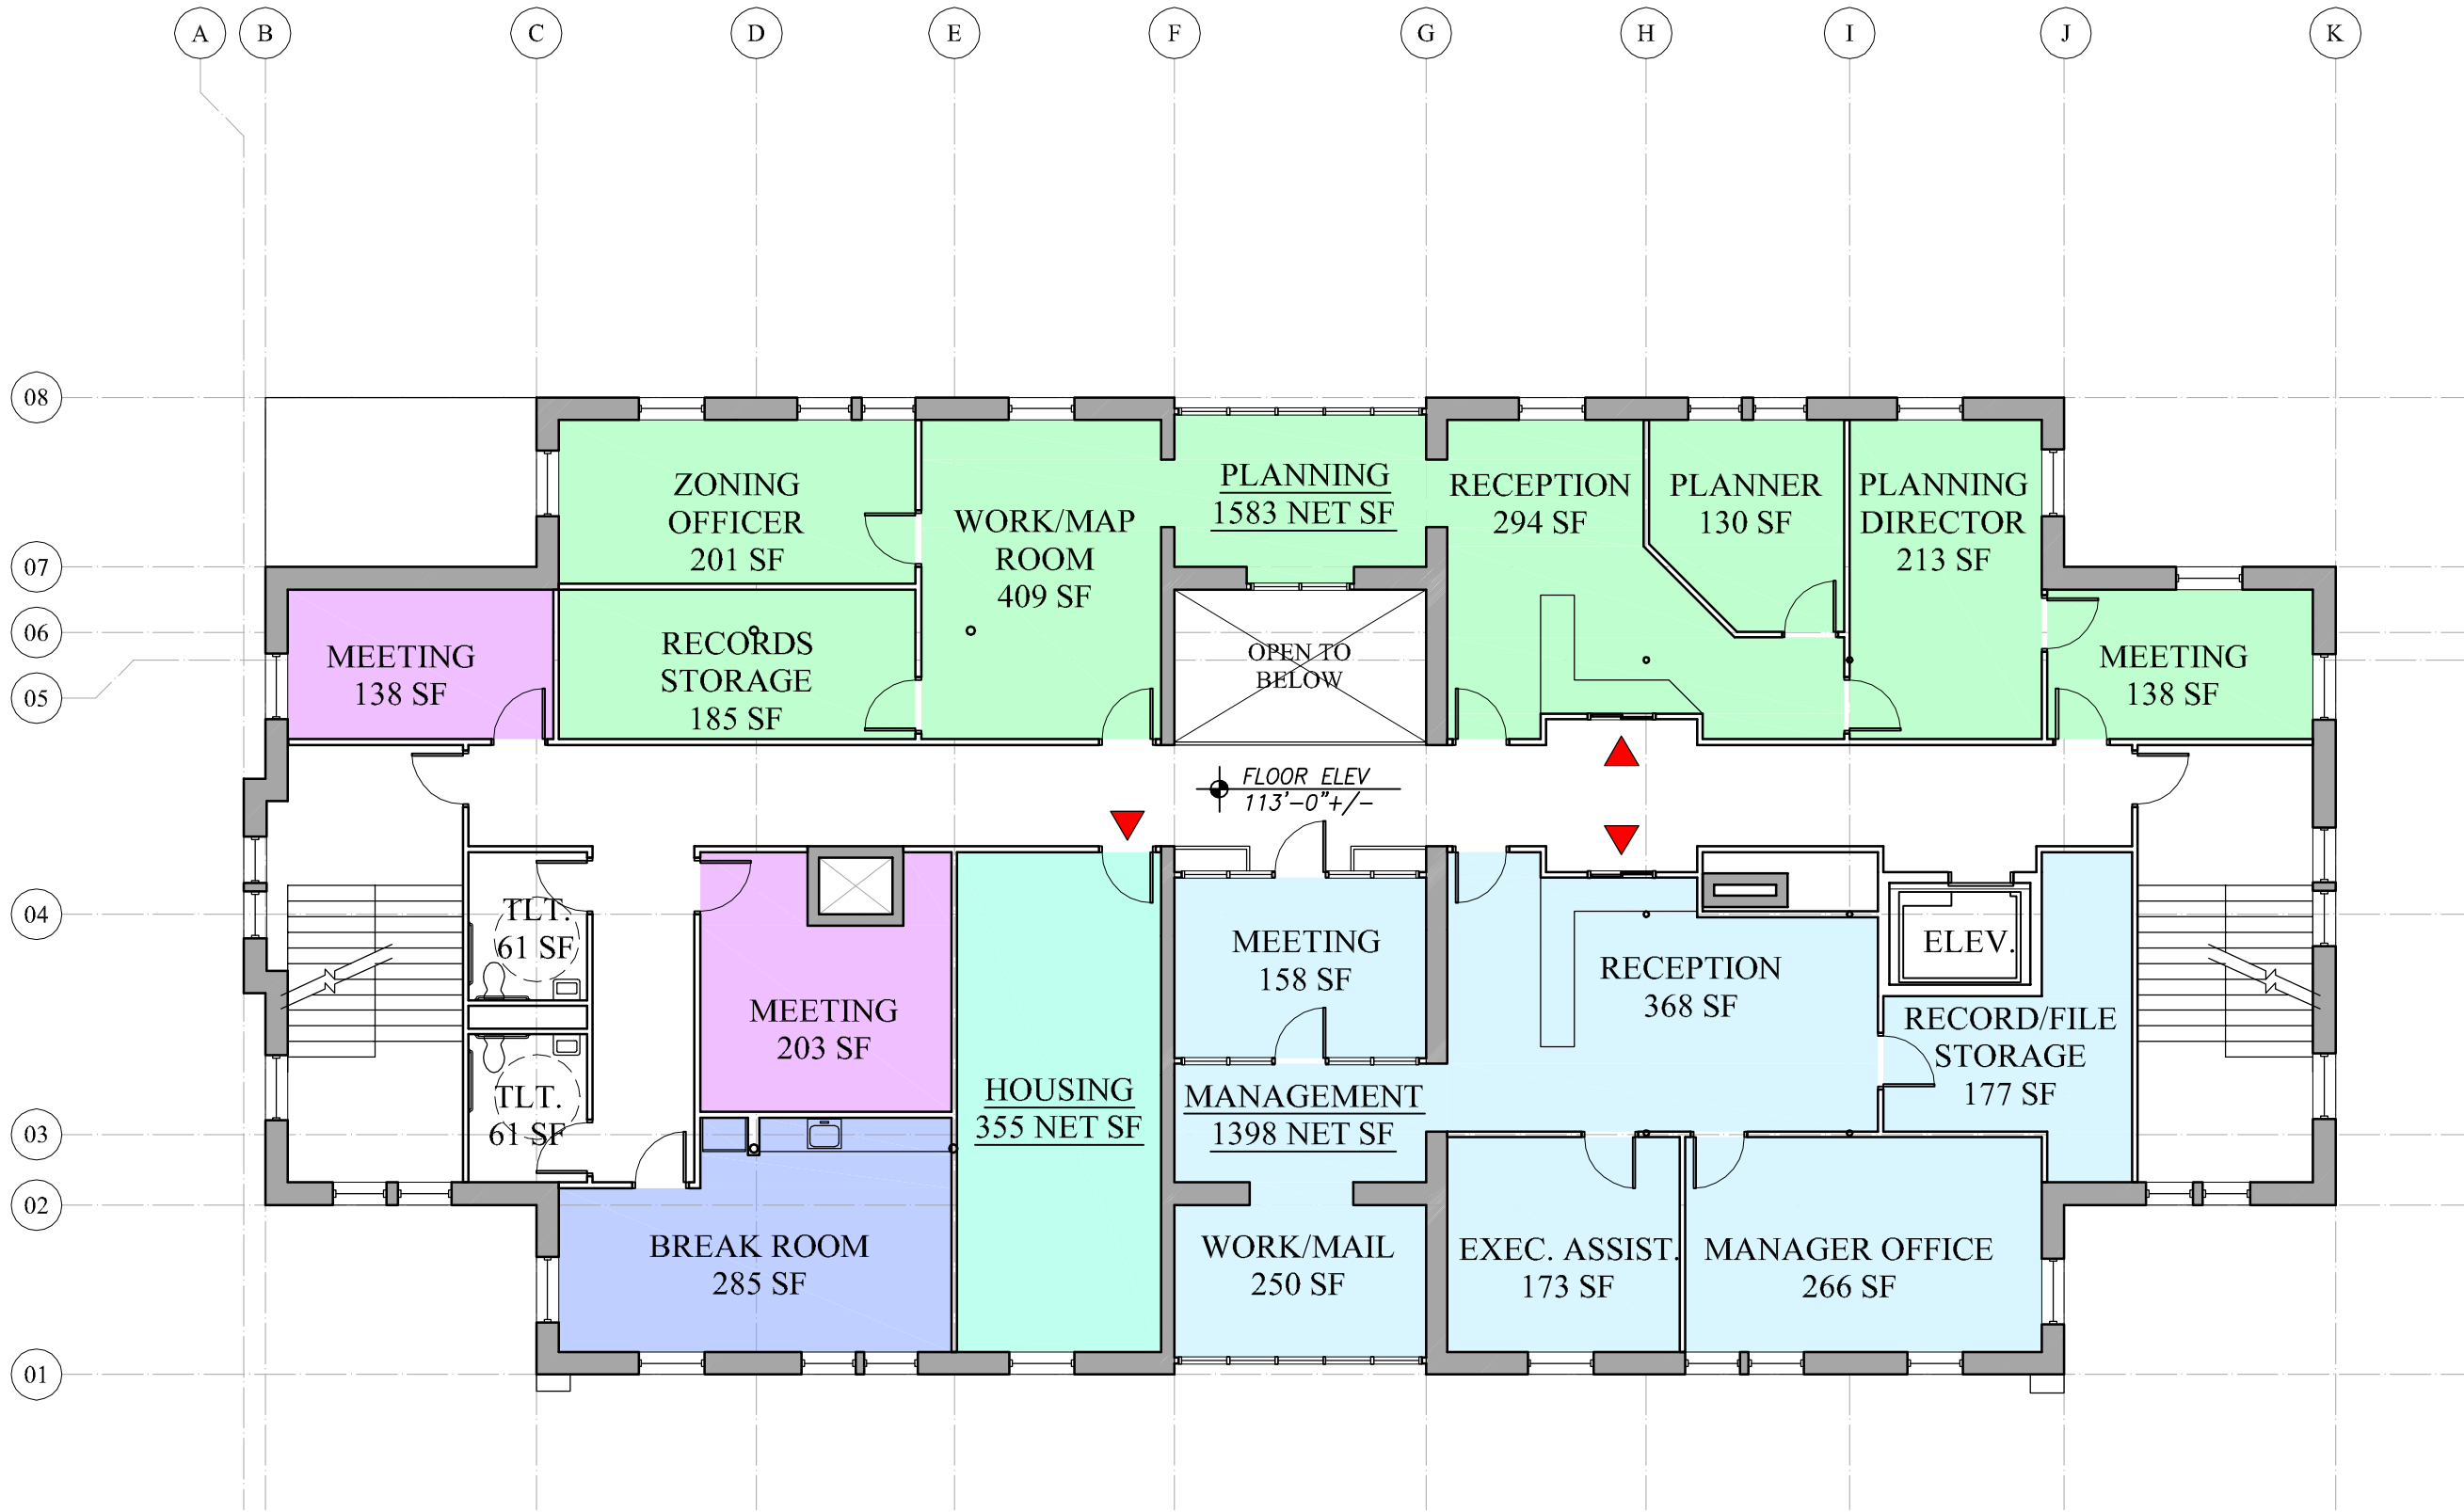 A
B
C
D
E
F
G
H
I
J
K
08
07
06
05
04
03
02
01
ZONING
OFFICER
201 SF
WORK/MAP
ROOM
409 SF
PLANNING
1583 NET SF
RECEPTION
294 SF
PLANNER
130 SF
PLANNING
DIRECTOR
213 SF
MEETING
138 SF
RECORDS
STORAGE
185 SF
OPEN TO
BELOW
MEETING
138 SF
FLOOR ELEV
113'-0"+/-
TLT.
61 SF
TLT.
61 SF
MEETING
203 SF
HOUSING
355 NET SF
MEETING
158 SF
MANAGEMENT
1398 NET SF
RECEPTION
368 SF
ELEV.
RECORD/FILE
STORAGE
177 SF
BREAK ROOM
285 SF
WORK/MAIL
250 SF
EXEC. ASSIST.
173 SF
MANAGER OFFICE
266 SF